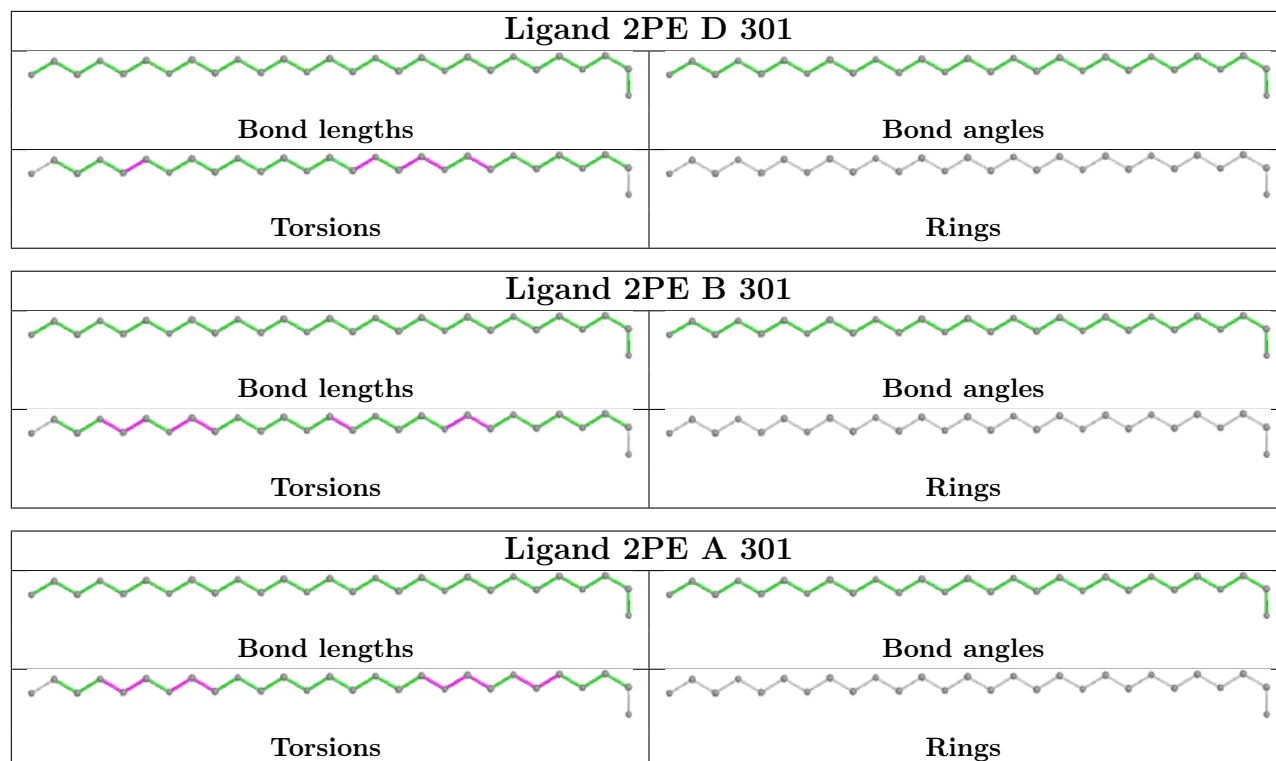 Ligand 2PE D 301
Bond lengths Bond angles
Torsions Rings
Ligand 2PE B 301
Bond lengths Bond angles
Torsions Rings
Ligand 2PE A 301
Bond lengths Bond angles
Torsions Rings